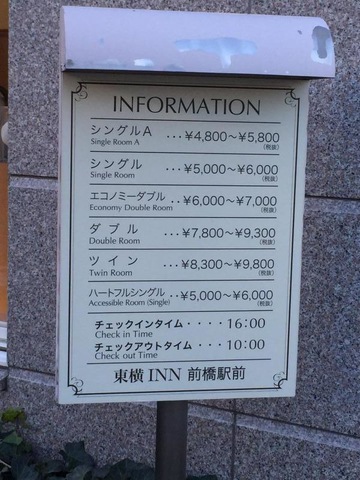 INFORMATION
シングルA ･･･¥4,800～¥5,800
Single Room A (税抜)
シングル ･･･¥5,000～¥6,000
Single Room (税抜)
エコノミーダブル ･･¥6,000～¥7,000
Economy Double Room (税抜)
ダブル ･･･¥7,800～¥9,300
Double Room (税抜)
ツイン ･･･¥8,300～¥9,800
Twin Room (税抜)
ハートフルシングル ･･¥5,000～¥6,000
Accessible Room (Single) (税抜)
チェックインタイム ････ 16:00
Check in Time
チェックアウトタイム ･･･ 10:00
Check out Time
東横 INN 前橋駅前